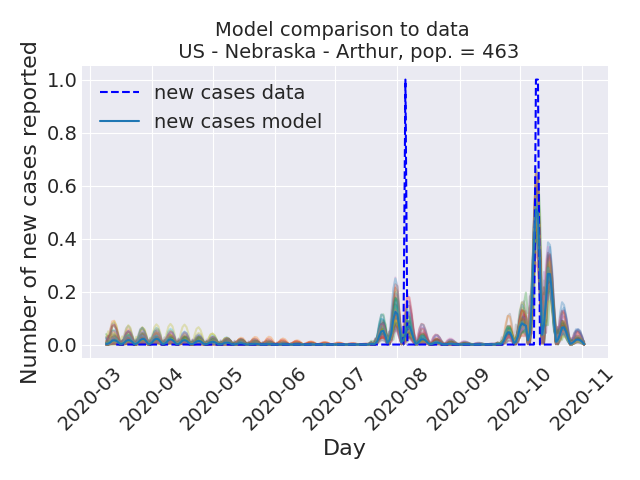 Model comparison to data
US - Nebraska - Arthur, pop. = 463
Number of new cases reported
1.0
0.8
0.6
0.4
0.2
0.0
new cases data
new cases model
2020-03
2020-04
2020-05
2020-06
2020-07
2020-08
2020-09
2020-10
2020-11
Day